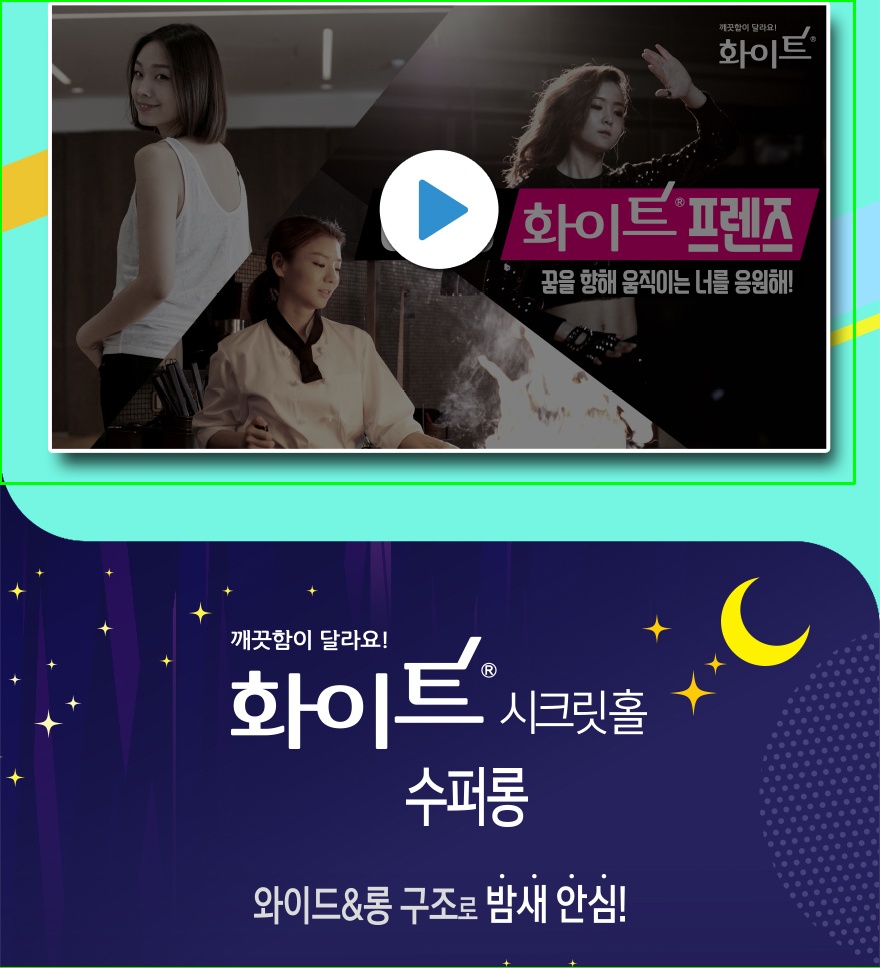 깨끗함이 달라요!
화이트®
화이트® 프렌즈
꿈을 향해 움직이는 너를 응원해!
깨끗함이 달라요!
화이트® 시크릿홀
수퍼롱
와이드&롱 구조로 밤새 안심!